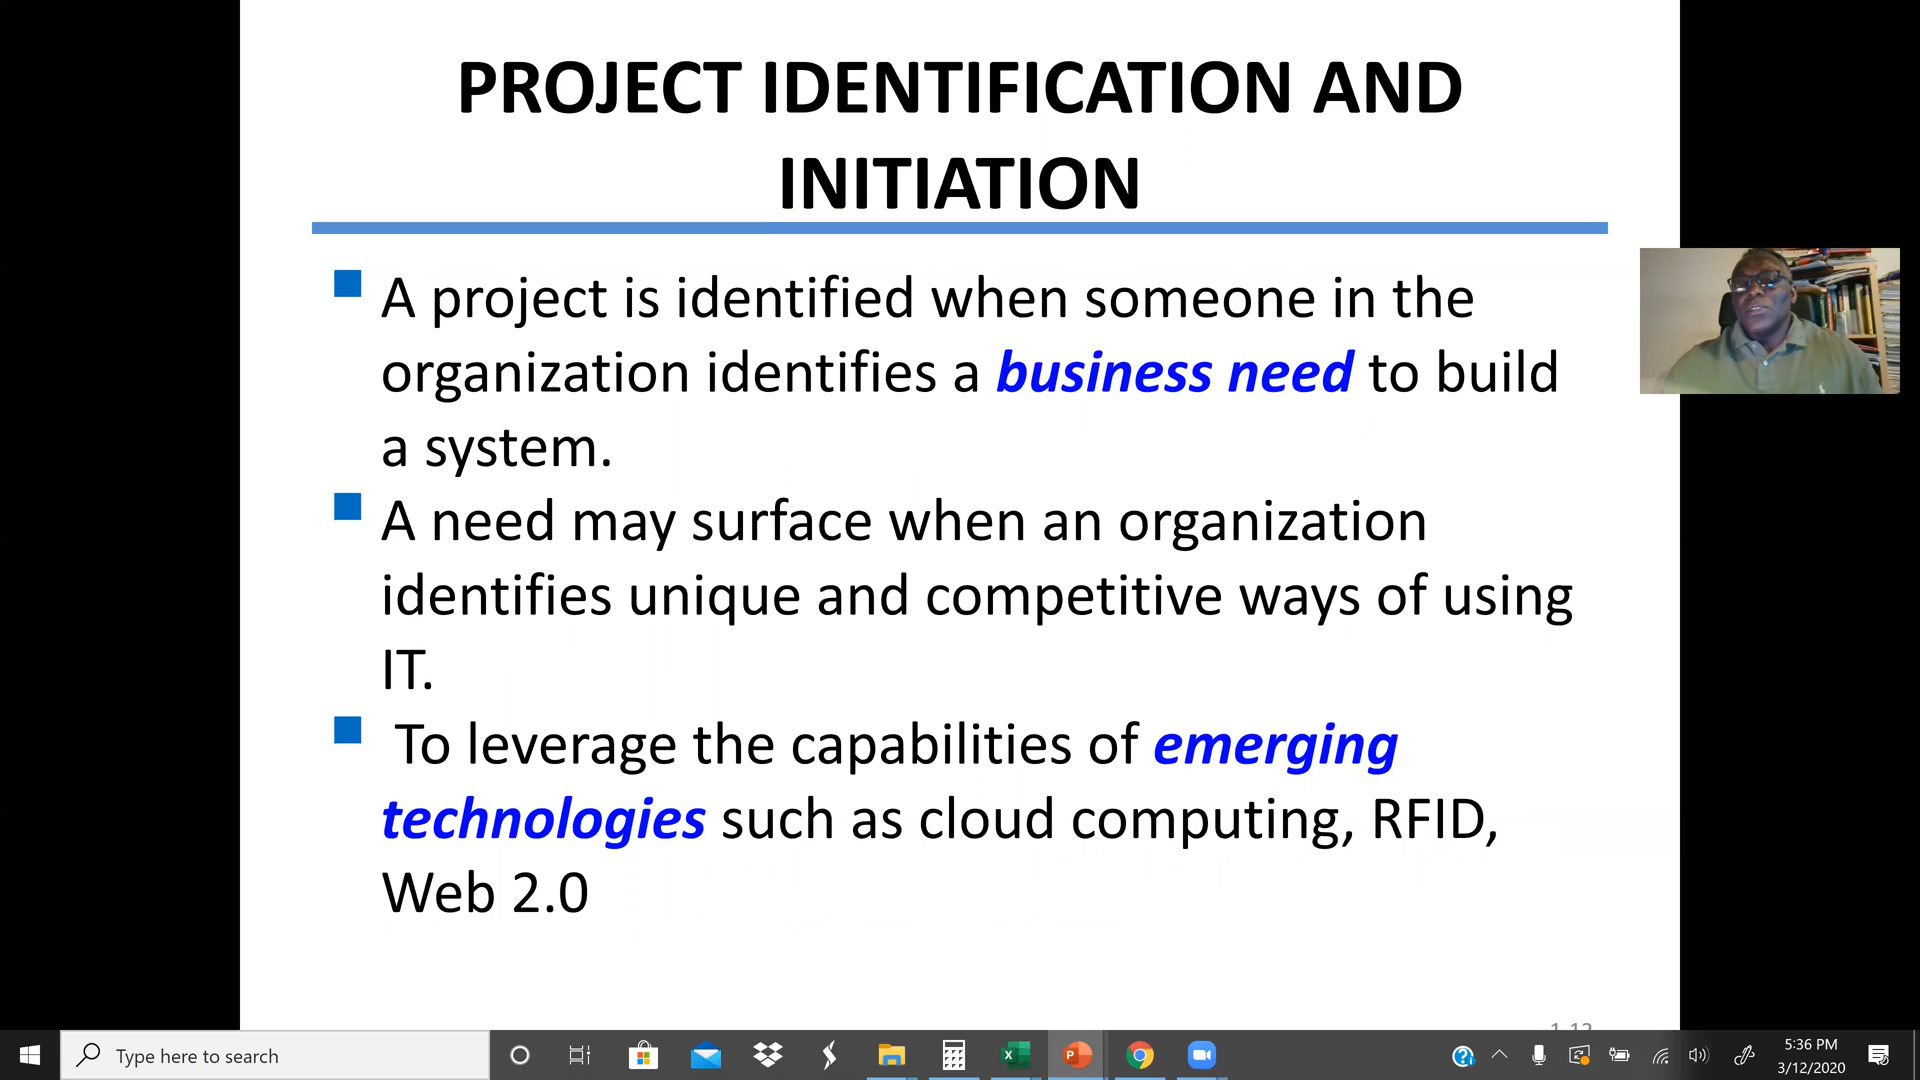 PROJECT IDENTIFICATION AND
INITIATION
A project is identified when someone in the
organization identifies a business need to build
a system.
A need may surface when an organization
identifies unique and competitive ways of using
IT.
To leverage the capabilities of emerging
technologies such as cloud computing, RFID,
Web 2.0
Type here to search
5:36 PM
3/12/2020